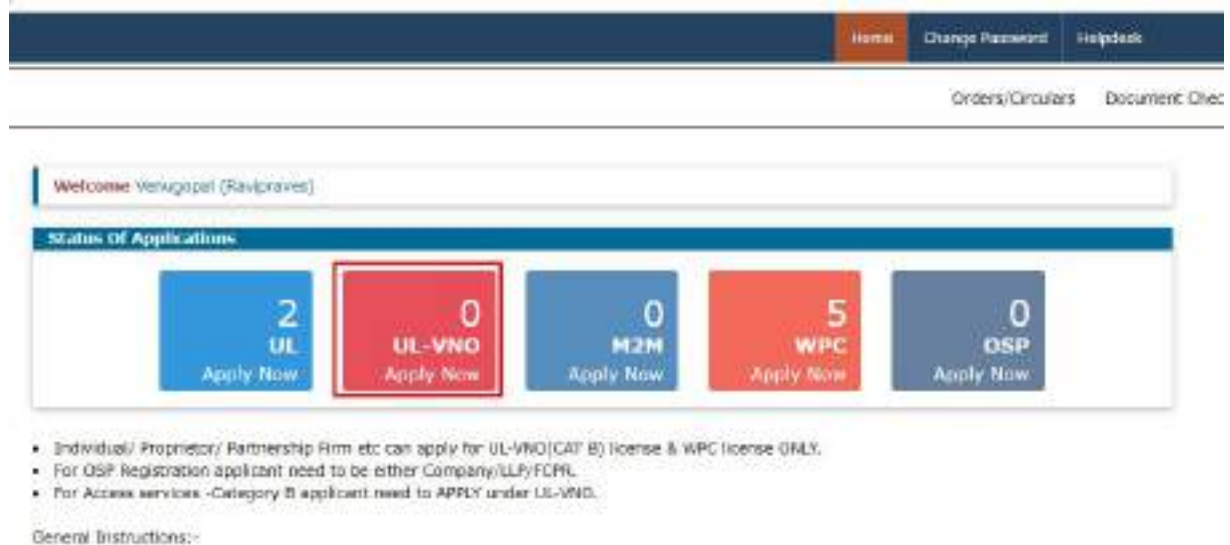 Home Change Password Helpdesk
Orders/Circulars Document Chec
Welcome Venugopal (Ravipraves)
Status Of Applications
2 0 0 5 0
UL UL-VNO M2M WPC OSP
Apply Now Apply Now Apply Now Apply Now Apply Now
• Individual/ Proprietor/ Partnership Firm etc can apply for UL-VNO(CAT B) license & WPC license ONLY.
• For OSP Registration applicant need to be either Company/LLP/FCPR.
• For Access services -Category B applicant need to APPLY under UL-VNO.
General Instructions:-